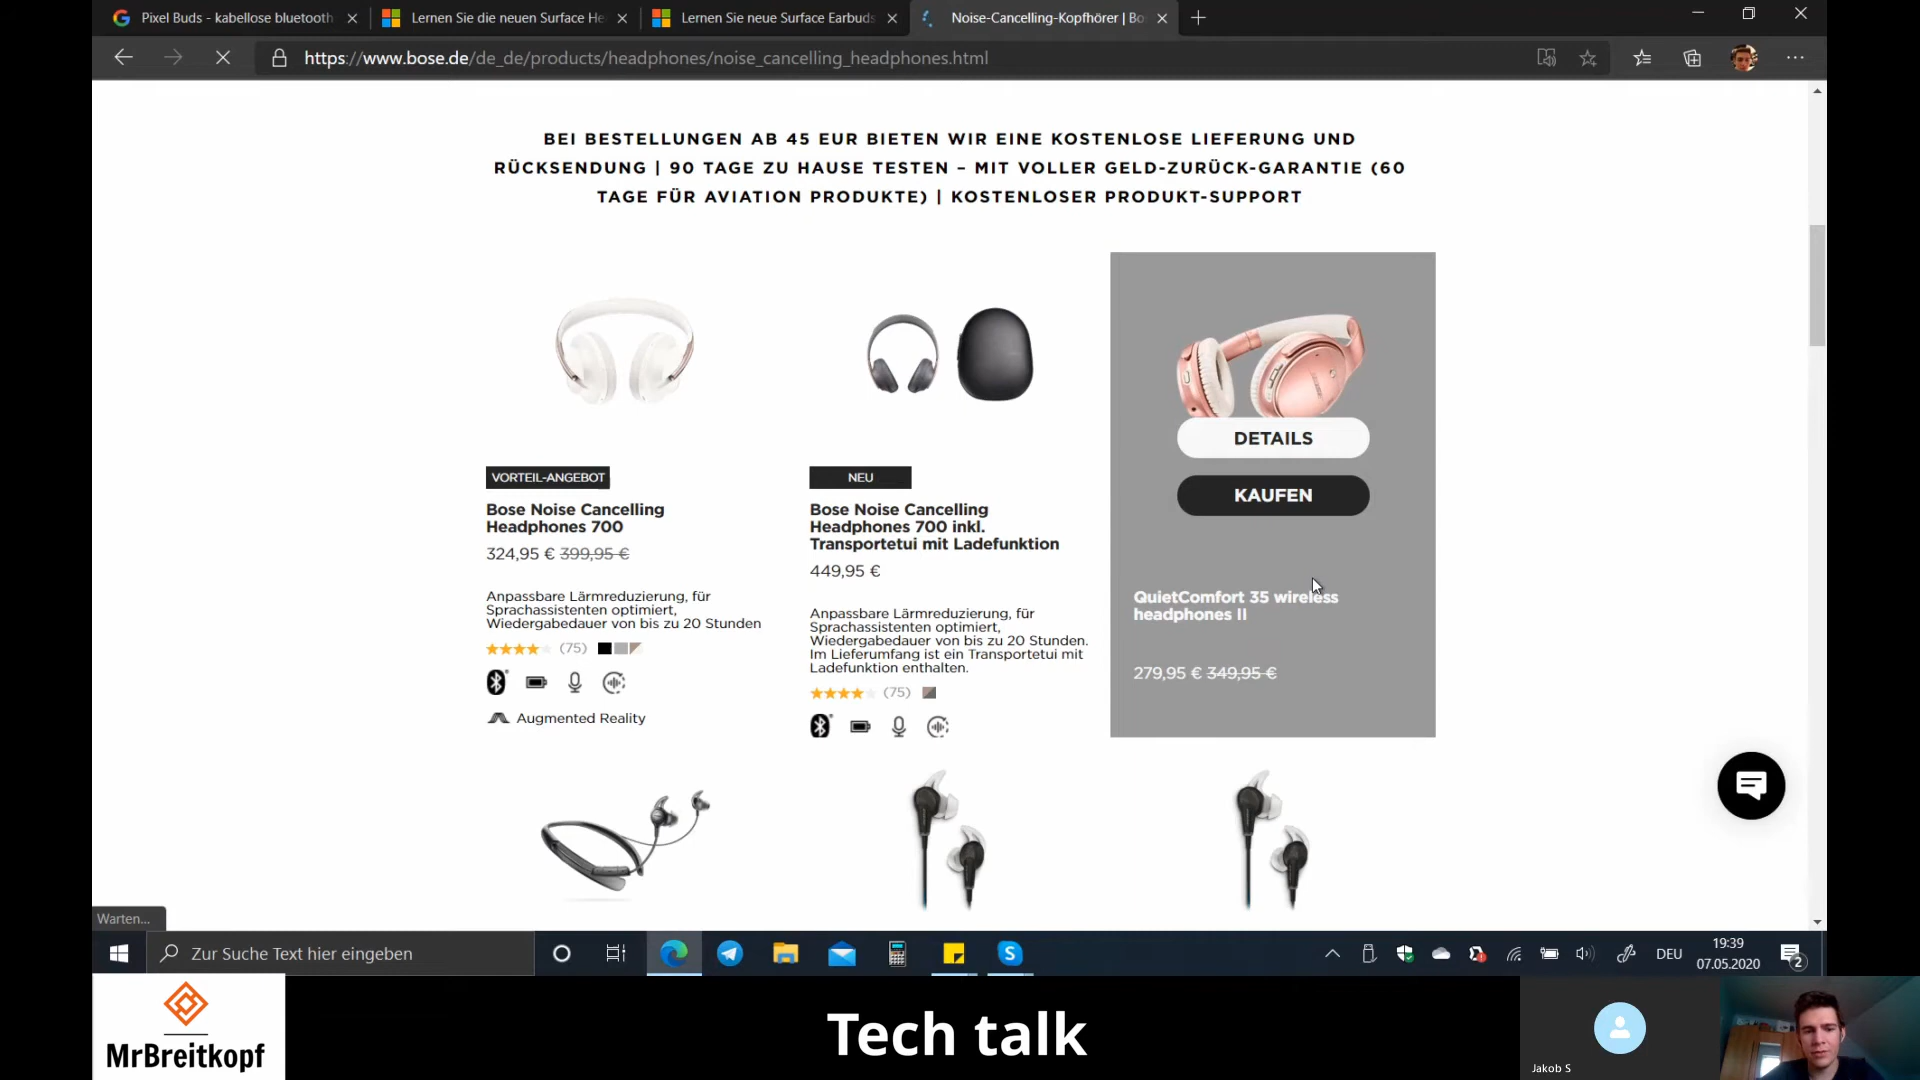 Pixel Buds - kabellose bluetooth
Lernen Sie die neuen Surface He
Lernen Sie neue Surface Earbuds
Noise-Cancelling-Kopfhörer | Bo
https://www.bose.de/de_de/products/headphones/noise_cancelling_headphones.html
BEI BESTELLUNGEN AB 45 EUR BIETEN WIR EINE KOSTENLOSE LIEFERUNG UND
RÜCKSENDUNG | 90 TAGE ZU HAUSE TESTEN – MIT VOLLER GELD-ZURÜCK-GARANTIE (60
TAGE FÜR AVIATION PRODUKTE) | KOSTENLOSER PRODUKT-SUPPORT
VORTEIL-ANGEBOT
Bose Noise Cancelling
Headphones 700
324,95 € 399,95 €
Anpassbare Lärmreduzierung, für
Sprachassistenten optimiert,
Wiedergabedauer von bis zu 20 Stunden
(75)
Augmented Reality
NEU
Bose Noise Cancelling
Headphones 700 inkl.
Transportetui mit Ladefunktion
449,95 €
Anpassbare Lärmreduzierung, für
Sprachassistenten optimiert,
Wiedergabedauer von bis zu 20 Stunden.
Im Lieferumfang ist ein Transportetui mit
Ladefunktion enthalten.
(75)
DETAILS
KAUFEN
QuietComfort 35 wireless
headphones II
279,95 € 349,95 €
Warten...
Zur Suche Text hier eingeben
S
DEU
19:39
07.05.2020
2
MrBreitkopf
Tech talk
Jakob S